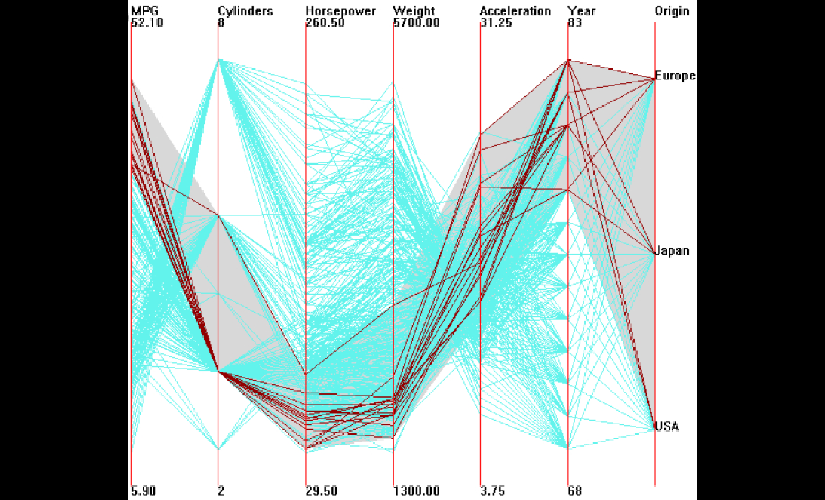 MPG Cylinders Horsepower Weight Acceleration Year Origin
52.10 8 260.50 5700.00 31.25 83
Europe
Japan
USA
5.90 2 29.50 1300.00 3.75 68